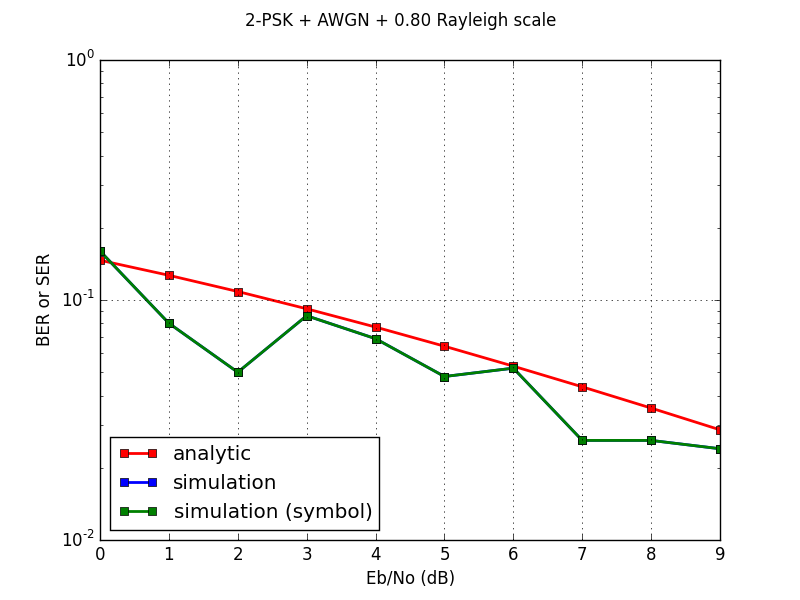 2-PSK + AWGN + 0.80 Rayleigh scale
10^0
10^-1
10^-2
BER or SER
analytic
simulation
simulation (symbol)
0 1 2 3 4 5 6 7 8 9
Eb/No (dB)